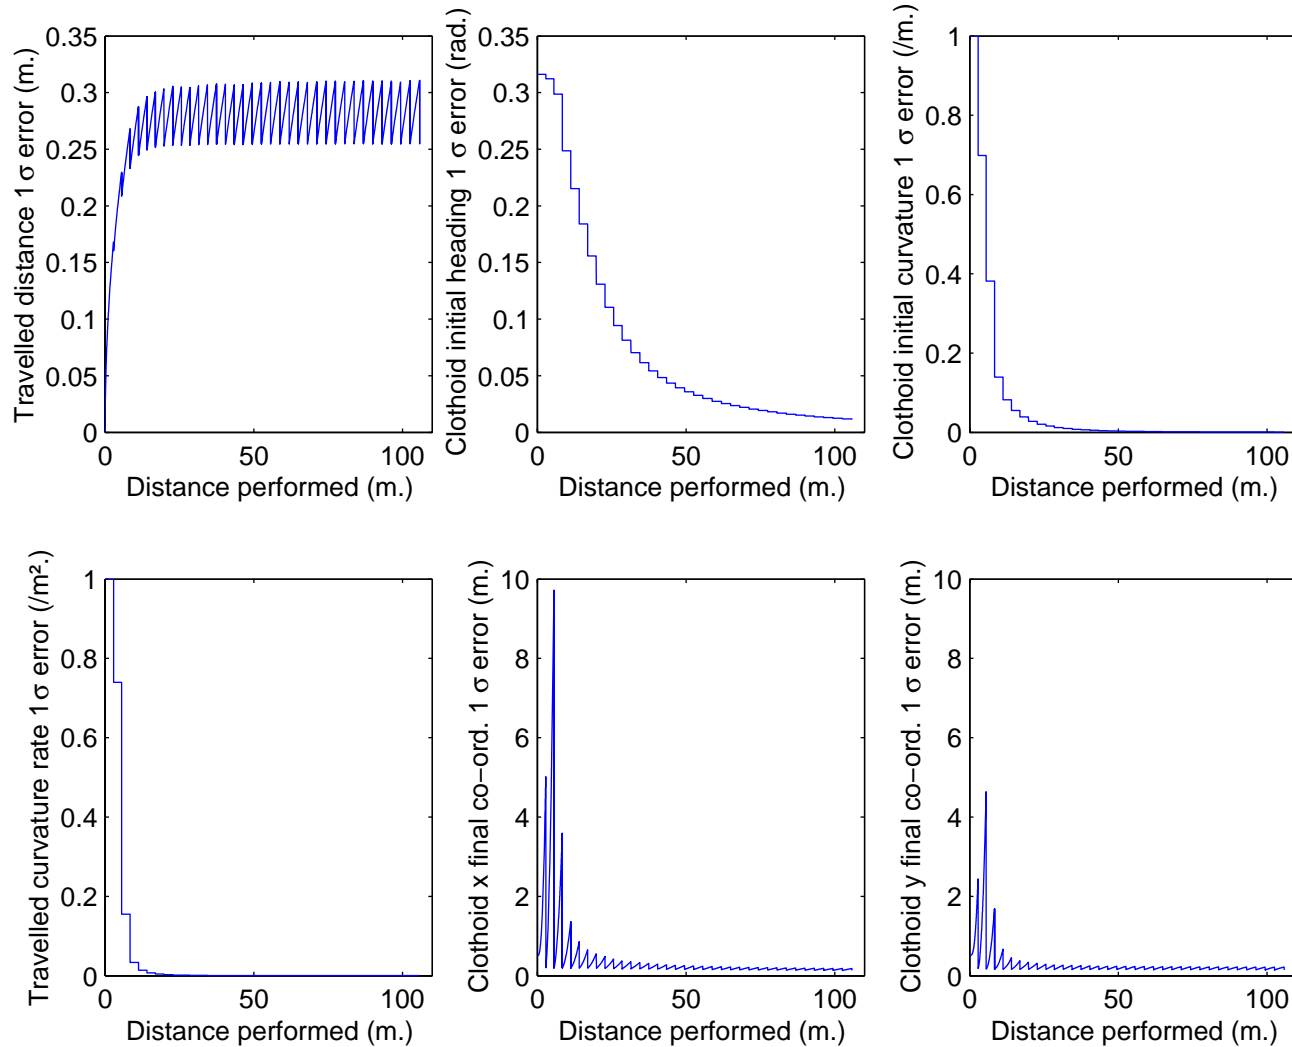 Travelled distance 1σ error (m.)
0.35
0.3
0.25
0.2
0.15
0.1
0.05
0
0 50 100
Distance performed (m.)
Clothoid initial heading 1 σ error (rad.)
0.35
0.3
0.25
0.2
0.15
0.1
0.05
0
0 50 100
Distance performed (m.)
Clothoid initial curvature 1 σ error (/m.)
1
0.8
0.6
0.4
0.2
0
0 50 100
Distance performed (m.)
Travelled curvature rate 1σ error (/m².)
1
0.8
0.6
0.4
0.2
0
0 50 100
Distance performed (m.)
Clothoid x final co−ord. 1 σ error (m.)
10
8
6
4
2
0
0 50 100
Distance performed (m.)
Clothoid y final co−ord. 1 σ error (m.)
10
8
6
4
2
0
0 50 100
Distance performed (m.)